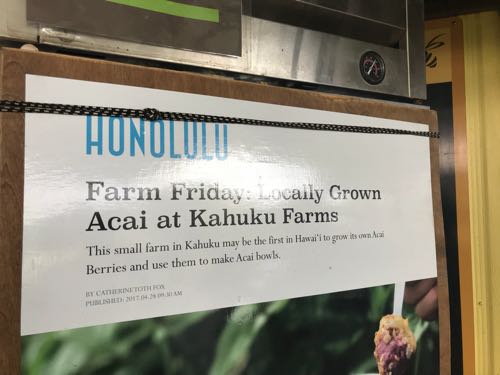 HONOLULU
Farm Friday: Locally Grown
Acai at Kahuku Farms
This small farm in Kahuku may be the first in Hawai‘i to grow its own Acai
Berries and use them to make Acai bowls.
BY CATHERINE TOTH FOX
PUBLISHED: 2017.04.28 09:30 AM